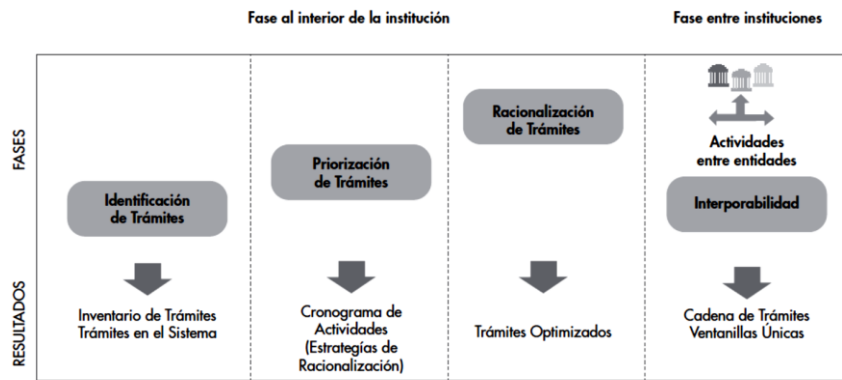 Fase al interior de la institución
Fase entre instituciones
FASES
Identificación
de Trámites
Priorización
de Trámites
Racionalización
de Trámites
Actividades
entre entidades
Interporabilidad
RESULTADOS
Inventario de Trámites
Trámites en el Sistema
Cronograma de
Actividades
(Estrategías de
Racionalización)
Trámites Optimizados
Cadena de Trámites
Ventanillas Únicas